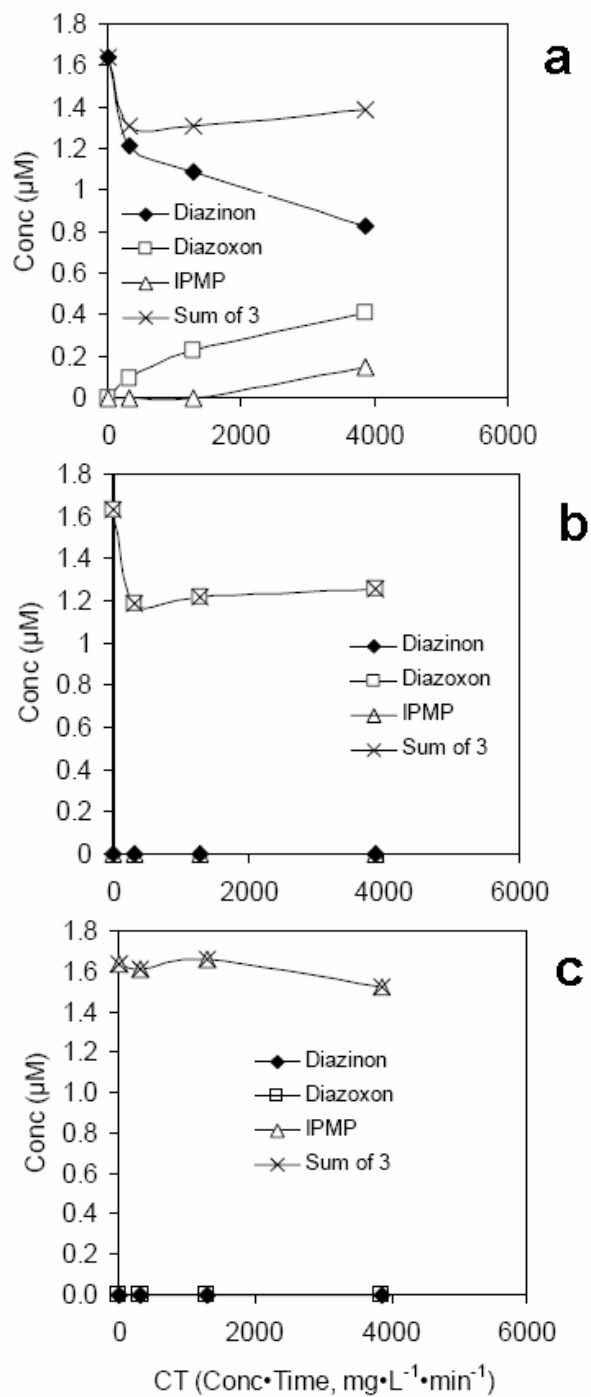 a
1.8
1.6
1.4
1.2
1
0.8
0.6
0.4
0.2
0
Conc (µM)
Diazinon
Diazoxon
IPMP
Sum of 3
0 2000 4000 6000
b
1.8
1.6
1.4
1.2
1
0.8
0.6
0.4
0.2
0
Conc (µM)
Diazinon
Diazoxon
IPMP
Sum of 3
0 2000 4000 6000
c
1.8
1.6
1.4
1.2
1.0
0.8
0.6
0.4
0.2
0.0
Conc (µM)
Diazinon
Diazoxon
IPMP
Sum of 3
0 2000 4000 6000
CT (Conc•Time, mg•L⁻¹•min⁻¹)